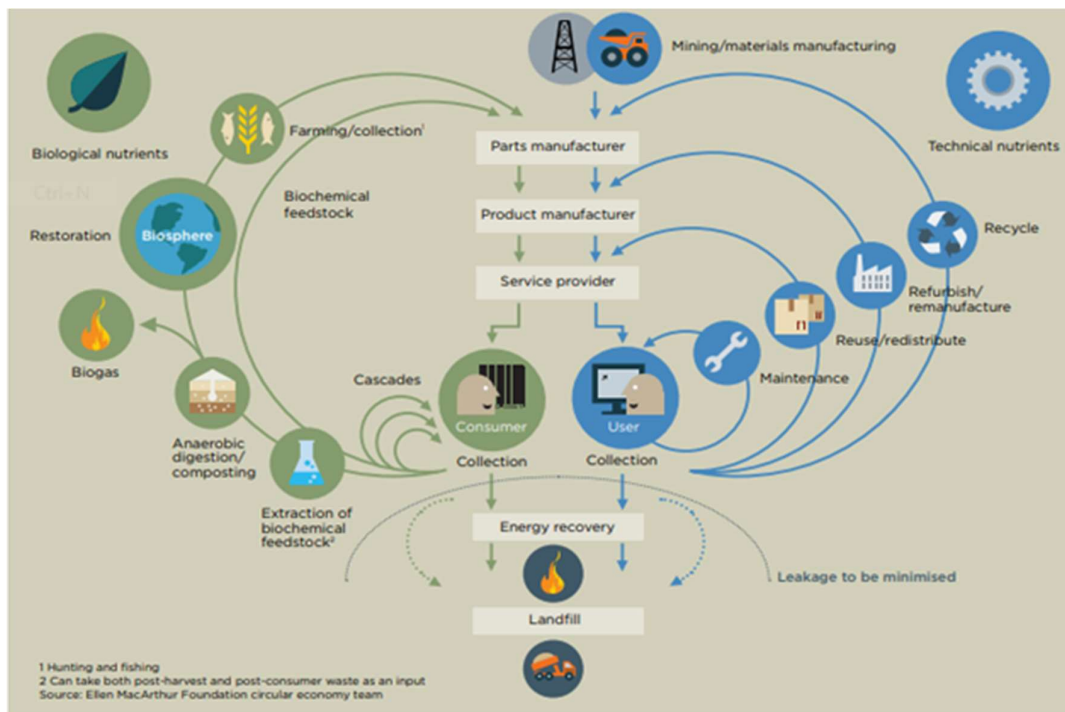 Mining/materials manufacturing
Biological nutrients
Farming/collection¹
Parts manufacturer
Technical nutrients
Ctrl+N
Biochemical
feedstock
Product manufacturer
Restoration
Biosphere
Recycle
Service provider
Refurbish/
remanufacture
Biogas
Reuse/redistribute
Cascades
Maintenance
Consumer
User
Anaerobic
digestion/
composting
Collection
Collection
Extraction of
biochemical
feedstock²
Energy recovery
Leakage to be minimised
Landfill
1 Hunting and fishing
2 Can take both post-harvest and post-consumer waste as an input
Source: Ellen MacArthur Foundation circular economy team